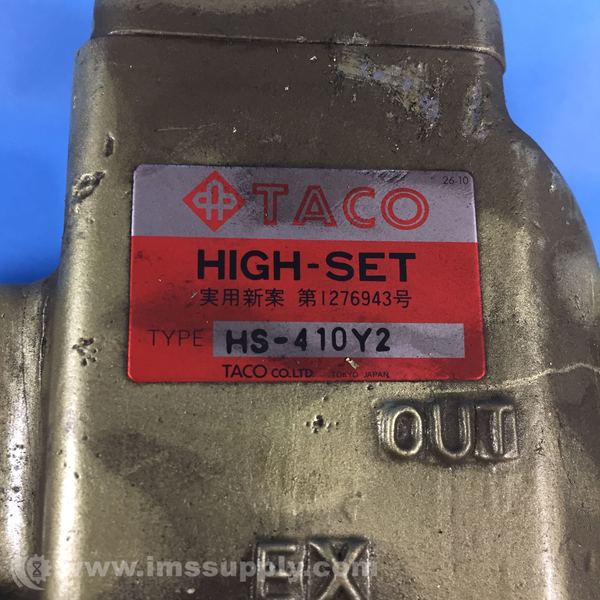 26-10
TACO
HIGH-SET
実用新案 第1276943号
TYPE HS-410Y2
TACO CO.LTD. TOKYO JAPAN
OUT
EX
www.imssupply.com